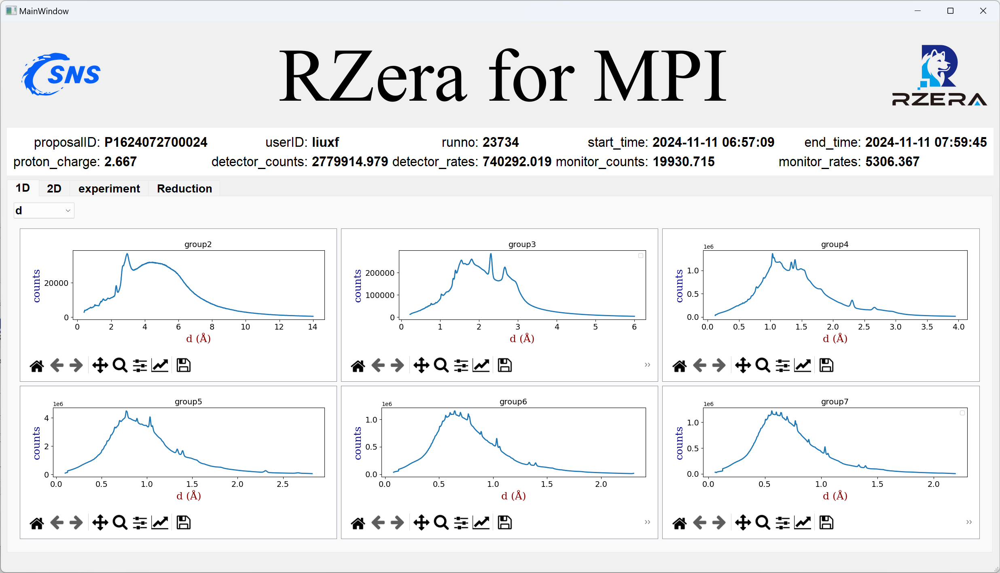 MainWindow
CSNS
RZera for MPI
RZERA
proposalID: P1624072700024 userID: liuxf runno: 23734 start_time: 2024-11-11 06:57:09 end_time: 2024-11-11 07:59:45
proton_charge: 2.667 detector_counts: 2779914.979 detector_rates: 740292.019 monitor_counts: 19930.715 monitor_rates: 5306.367
1D 2D experiment Reduction
d
group2
counts
20000
0
0 2 4 6 8 10 12 14
d (Å)
group3
counts
200000
100000
0
0 1 2 3 4 5 6
d (Å)
group4
1e6
counts
1.0
0.5
0.0
0.0 0.5 1.0 1.5 2.0 2.5 3.0 3.5 4.0
d (Å)
group5
1e6
counts
4
2
0
0.0 0.5 1.0 1.5 2.0 2.5
d (Å)
group6
1e6
counts
1.0
0.5
0.0
0.0 0.5 1.0 1.5 2.0
d (Å)
group7
1e6
counts
1.0
0.5
0.0
0.0 0.5 1.0 1.5 2.0
d (Å)